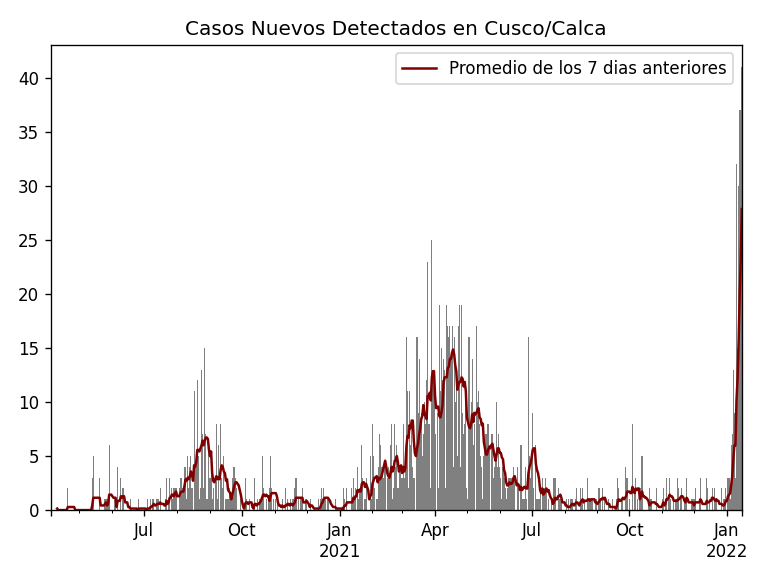 Casos Nuevos Detectados en Cusco/Calca
Promedio de los 7 dias anteriores
40
35
30
25
20
15
10
5
0
Jul
Oct
Jan
2021
Apr
Jul
Oct
Jan
2022